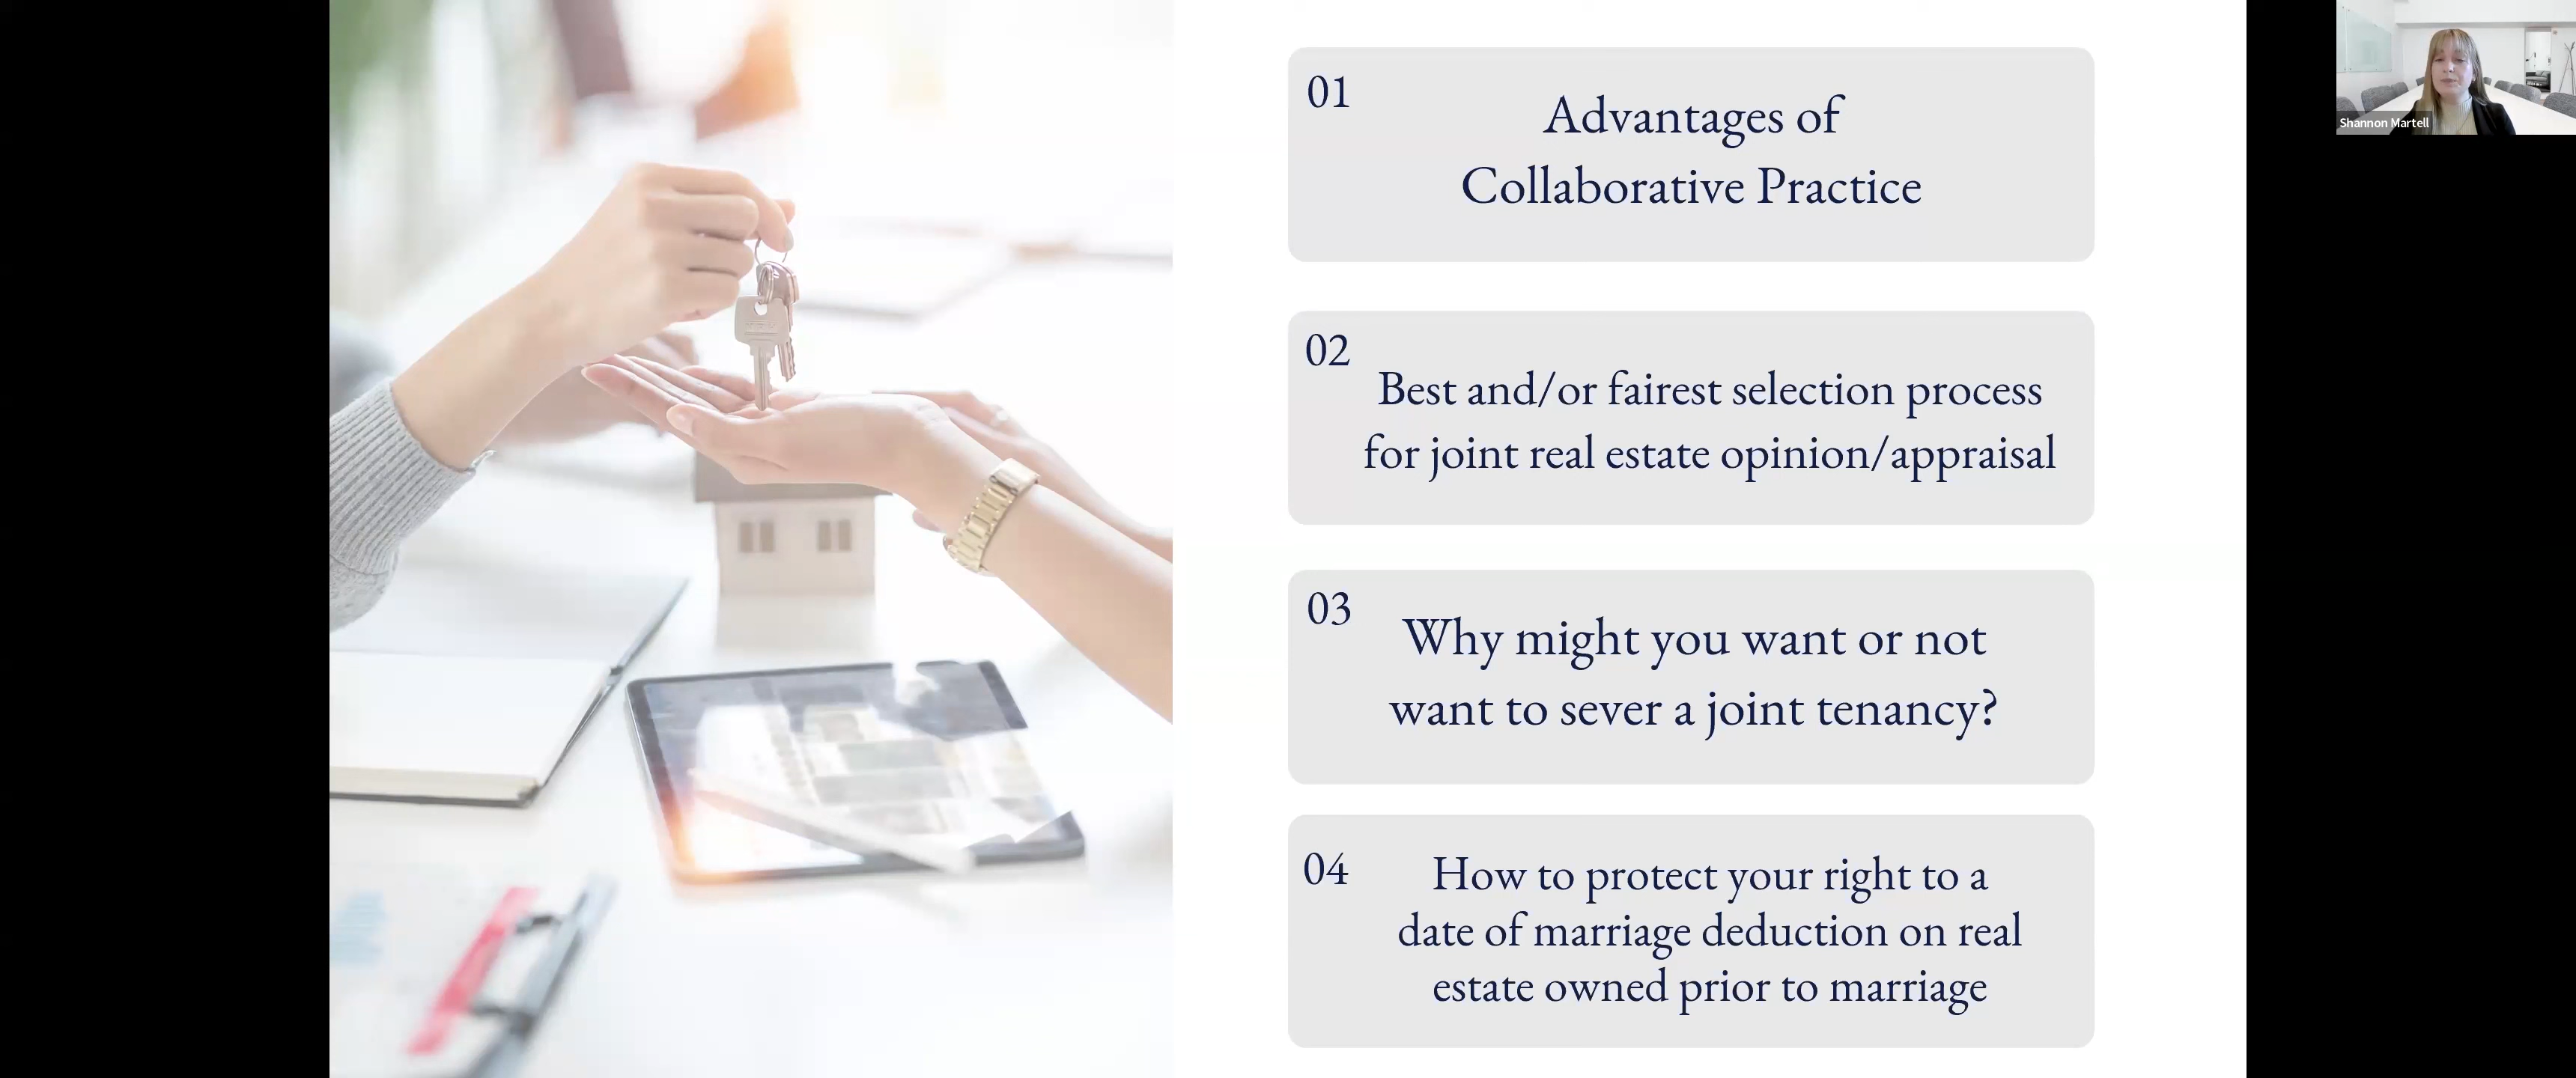 01
Advantages of
Collaborative Practice
02
Best and/or fairest selection process
for joint real estate opinion/appraisal
03
Why might you want or not
want to sever a joint tenancy?
04
How to protect your right to a
date of marriage deduction on real
estate owned prior to marriage
Shannon Martell